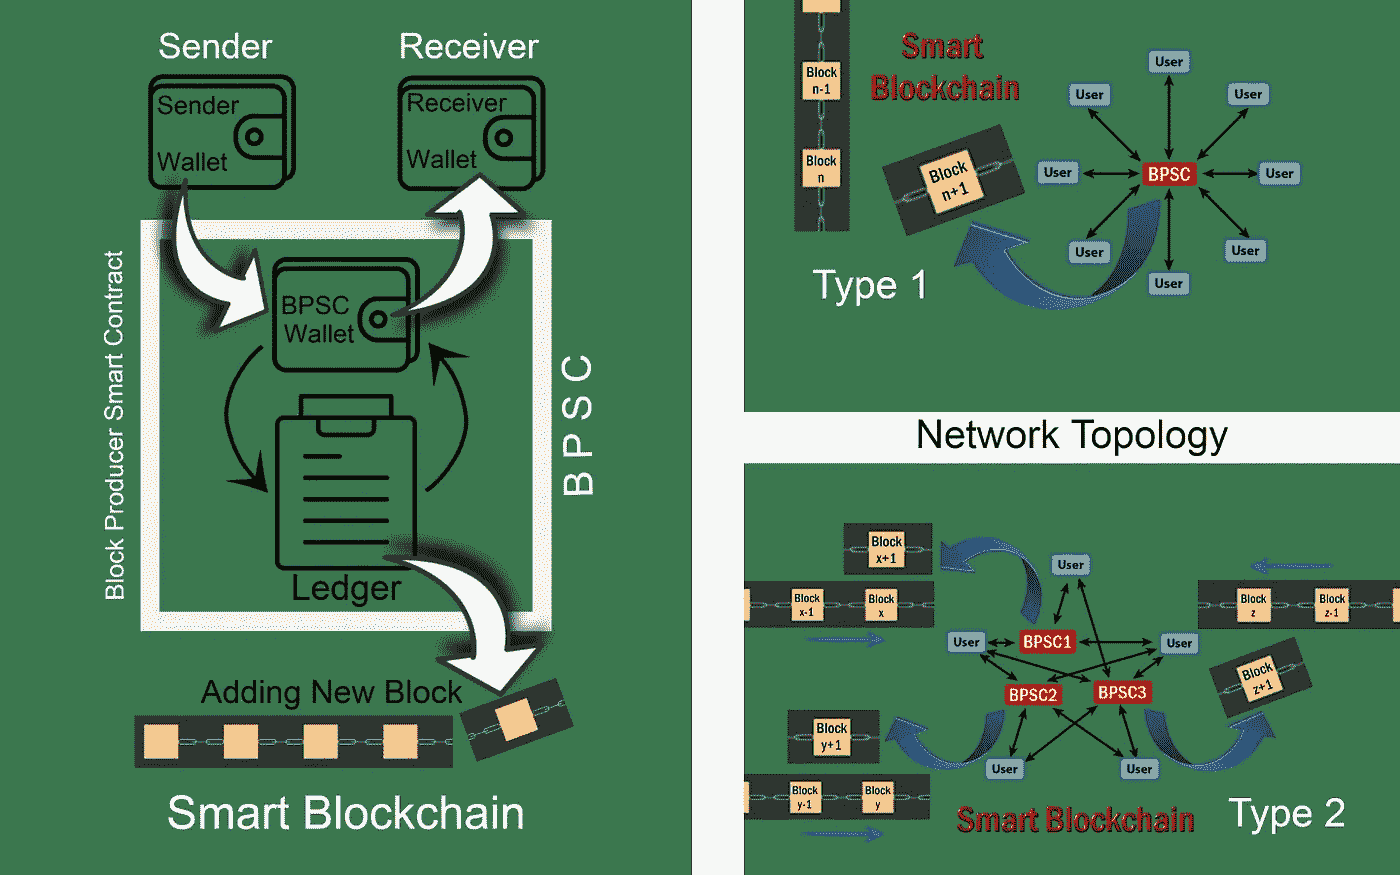 Sender
Receiver
Sender
Wallet
Receiver
Wallet
Block Producer Smart Contract
BPSC
Wallet
BPSC
Ledger
Adding New Block
Smart Blockchain
Smart
Blockchain
Block
n-1
Block
n
Block
n+1
User
User
User
User
BPSC
User
User
User
User
Type 1
Network Topology
Block
x+1
Block
x-1
Block
x
User
User
BPSC1
User
BPSC2
BPSC3
User
User
Block
z
Block
z-1
Block
z+1
Block
y+1
Block
y-1
Block
y
Smart Blockchain
Type 2